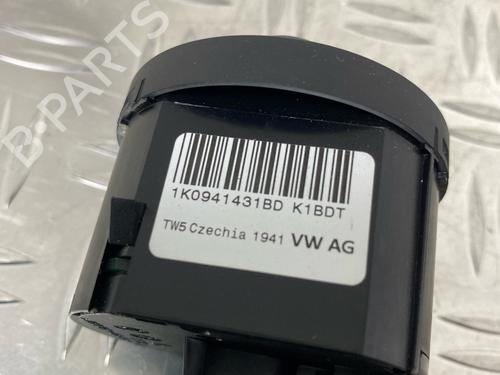 1K0941431BD K1BDT
TW5 Czechia 1941 VW AG
B-PARTS